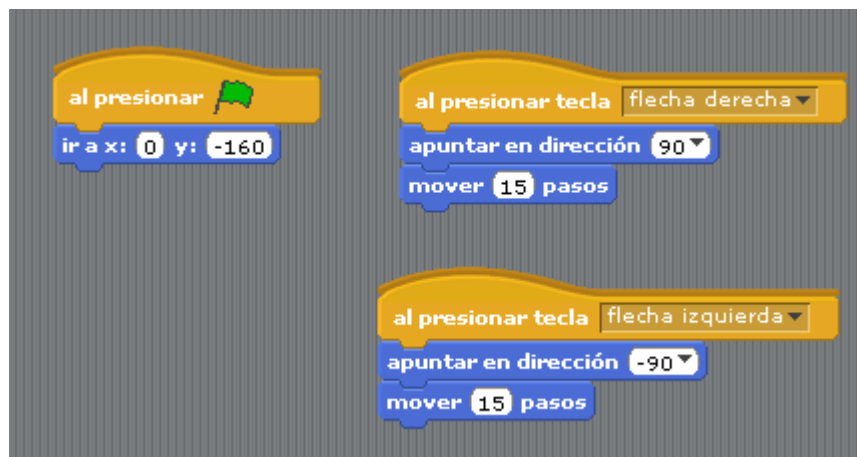 al presionar
ir a x: 0 y: -160
al presionar tecla flecha derecha
apuntar en dirección 90
mover 15 pasos
al presionar tecla flecha izquierda
apuntar en dirección -90
mover 15 pasos